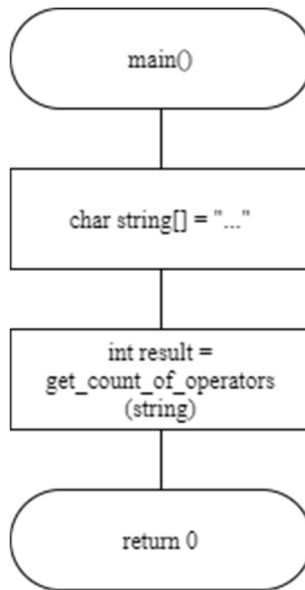 main()
char string[] = "..."
int result =
get_count_of_operators
(string)
return 0